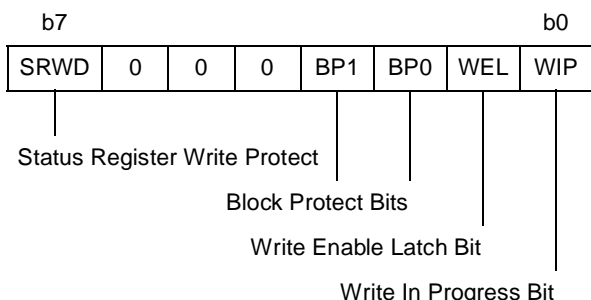 b7 b0
SRWD 0 0 0 BP1 BP0 WEL WIP
Status Register Write Protect
Block Protect Bits
Write Enable Latch Bit
Write In Progress Bit